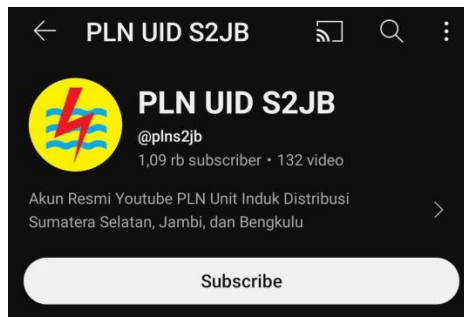 PLN UID S2JB
PLN UID S2JB
@plns2jb
1,09 rb subscriber • 132 video
Akun Resmi Youtube PLN Unit Induk Distribusi
Sumatera Selatan, Jambi, dan Bengkulu
Subscribe